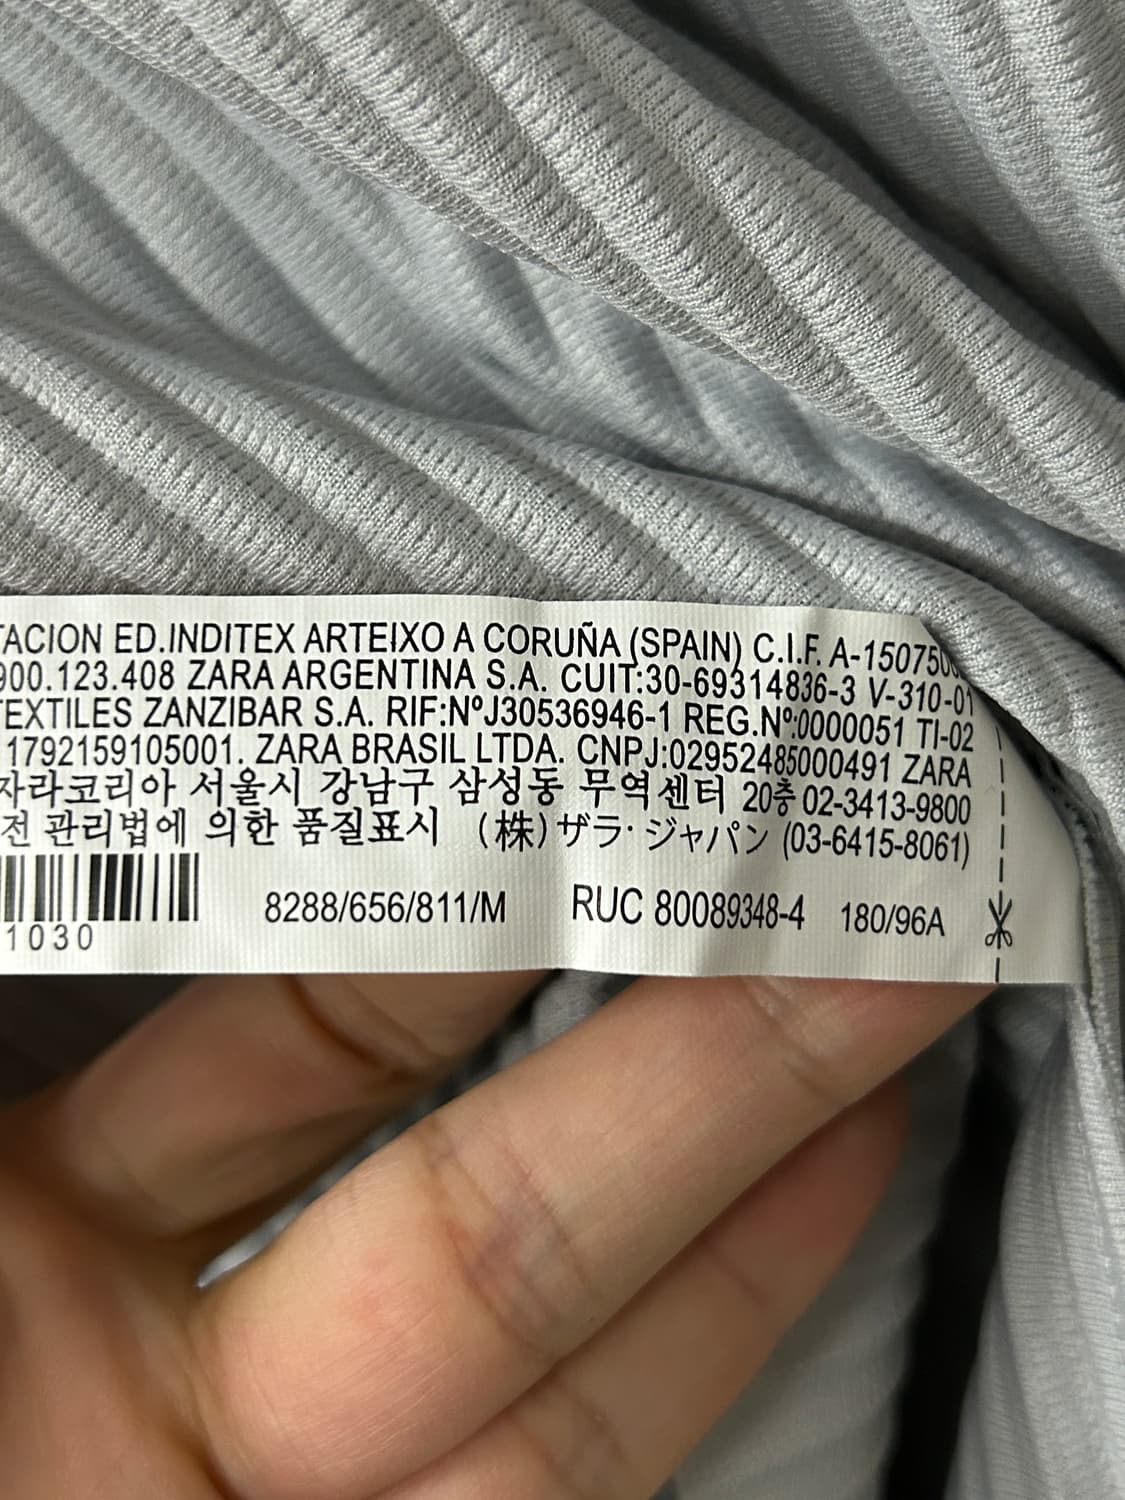 TACION ED.INDITEX ARTEIXO A CORUÑA (SPAIN) C.I.F. A-15075
900.123.408 ZARA ARGENTINA S.A. CUIT:30-69314836-3 V-310-01
TEXTILES ZANZIBAR S.A. RIF:NºJ30536946-1 REG.Nº:0000051 TI-02
1792159105001. ZARA BRASIL LTDA. CNPJ:02952485000491 ZARA
자라코리아 서울시 강남구 삼성동 무역센터 20층 02-3413-9800
전 관리법에 의한 품질표시 (株)ザラ·ジャパン (03-6415-8061)
8288/656/811/M RUC 80089348-4 180/96A
1030